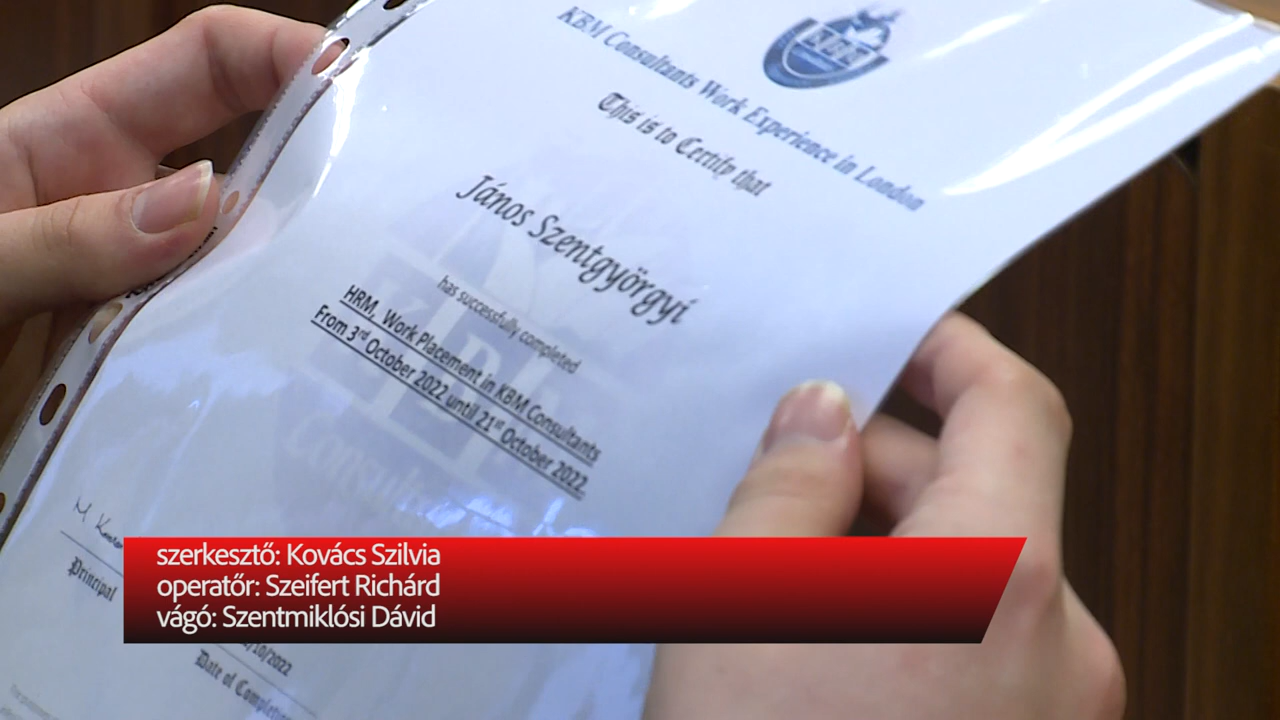 KBM Consultants Work Experience in London
This is to Certify that
János Szentgyörgyi
has successfully completed
HRM, Work Placement in KBM Consultants
From 3rd October 2022 until 21st October 2022
Principal
/10/2022
Date of Completion
szerkesztő: Kovács Szilvia
operatőr: Szeifert Richárd
vágó: Szentmiklósi Dávid